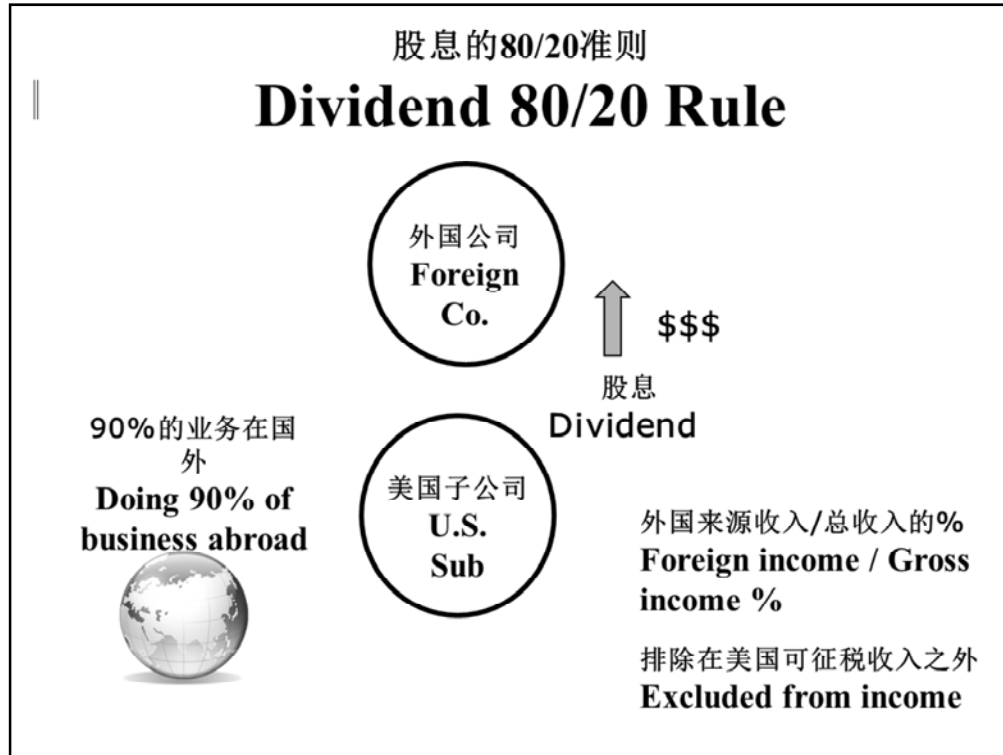 股息的80/20准则
Dividend 80/20 Rule
外国公司
Foreign
Co.
$$$
股息
Dividend
90%的业务在国
外
Doing 90% of
business abroad
美国子公司
U.S.
Sub
外国来源收入/总收入的%
Foreign income / Gross
income %
排除在美国可征税收入之外
Excluded from income